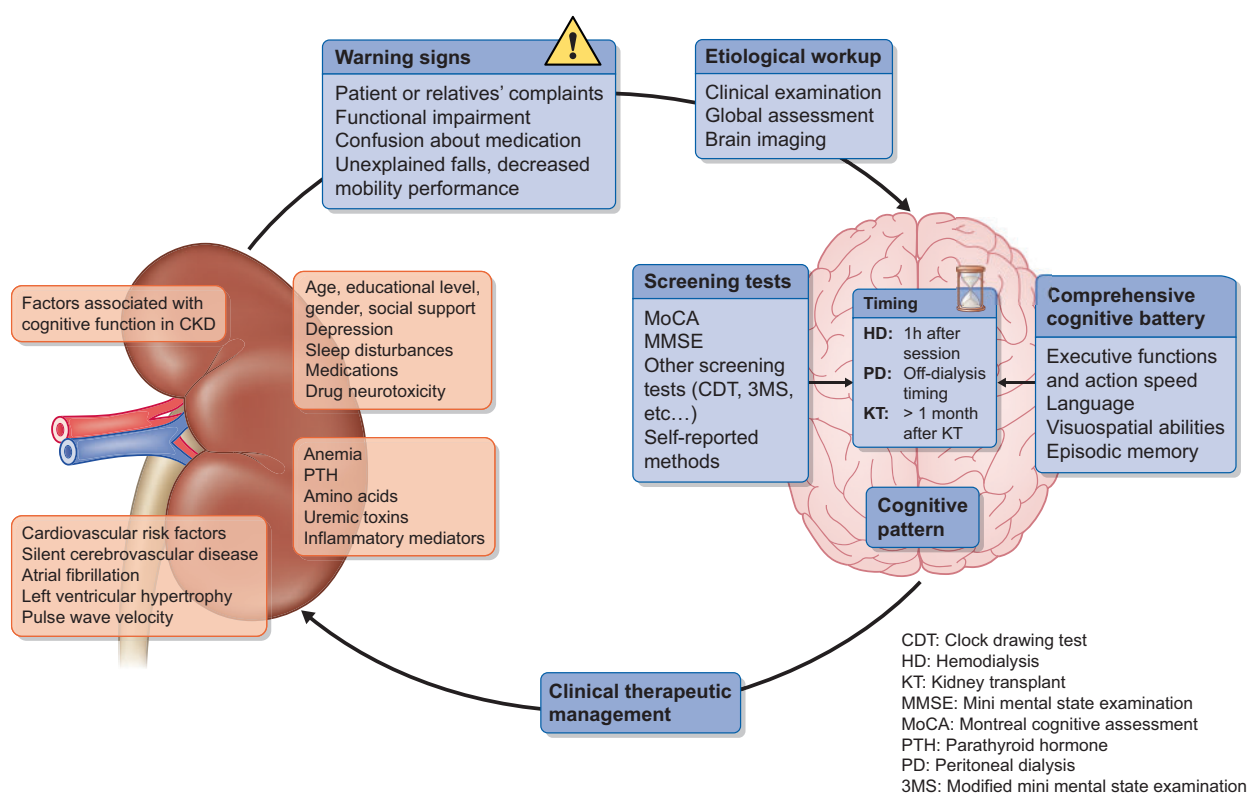 Warning signs
Patient or relatives' complaints
Functional impairment
Confusion about medication
Unexplained falls, decreased
mobility performance
Etiological workup
Clinical examination
Global assessment
Brain imaging
Factors associated with
cognitive function in CKD
Age, educational level,
gender, social support
Depression
Sleep disturbances
Medications
Drug neurotoxicity
Anemia
PTH
Amino acids
Uremic toxins
Inflammatory mediators
Cardiovascular risk factors
Silent cerebrovascular disease
Atrial fibrillation
Left ventricular hypertrophy
Pulse wave velocity
Screening tests
MoCA
MMSE
Other screening
tests (CDT, 3MS,
etc…)
Self-reported
methods
Timing
HD: 1h after
session
PD: Off-dialysis
timing
KT: > 1 month
after KT
Comprehensive
cognitive battery
Executive functions
and action speed
Language
Visuospatial abilities
Episodic memory
Cognitive
pattern
Clinical therapeutic
management
CDT: Clock drawing test
HD: Hemodialysis
KT: Kidney transplant
MMSE: Mini mental state examination
MoCA: Montreal cognitive assessment
PTH: Parathyroid hormone
PD: Peritoneal dialysis
3MS: Modified mini mental state examination